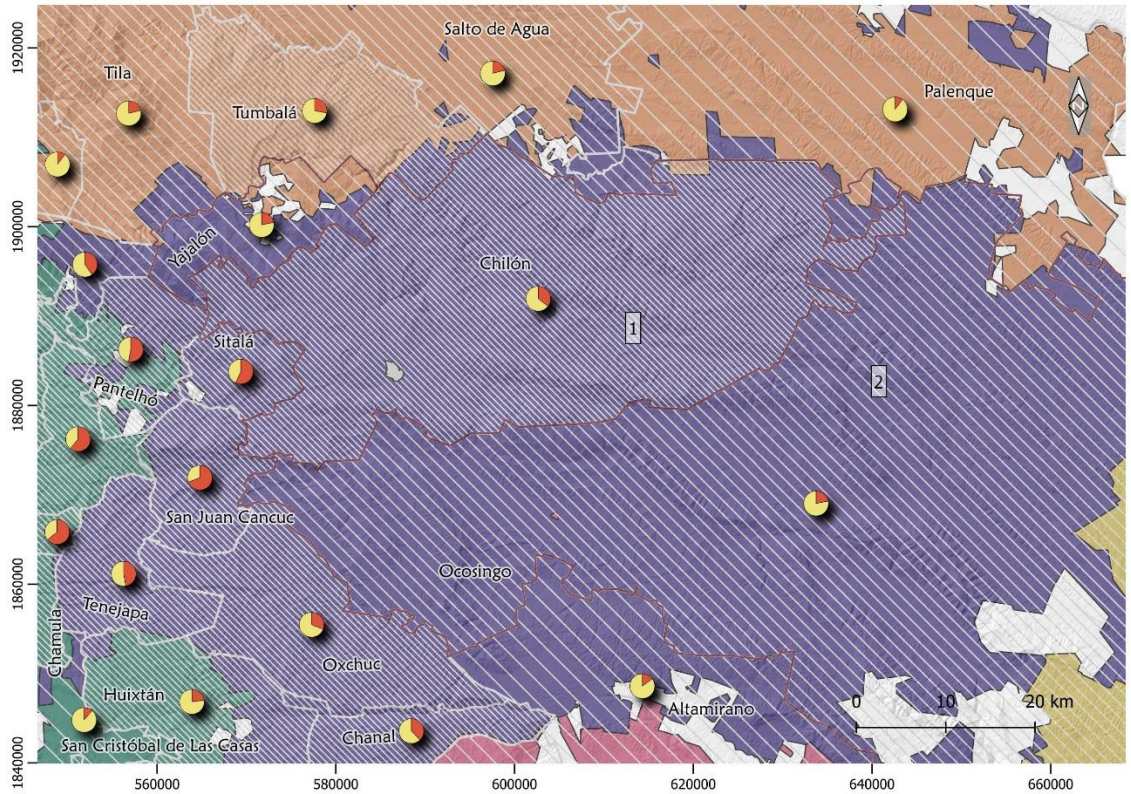 1920000
1900000
1880000
1860000
1840000
Salto de Agua
Tila
Palenque
Tumbalá
Yajalón
Chilón
1
Sitalá
2
Pantelho
San Juan Cancuc
Ocosingo
Tenejapa
Chamula
Oxchuc
Huixtán
Altamirano
0 10 20 km
Chanal
San Cristóbal de Las Casas
560000 580000 600000 620000 640000 660000